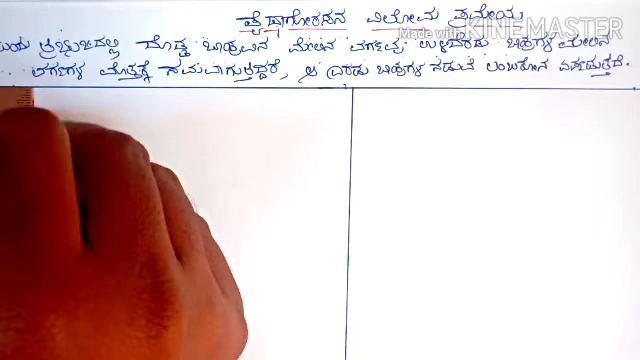 ಪೈಥಾಗೋರಸನ ವಿಲೋಮ ಪ್ರಮೇಯ
Made with KINEMASTER
ಒಂದು ತ್ರಿಭುಜದಲ್ಲಿ ದೊಡ್ಡ ಬಾಹುವಿನ ಮೇಲಿನ ವರ್ಗವು ಉಳಿದೆರಡು ಬಾಹುಗಳ ಮೇಲಿನ
ವರ್ಗಗಳ ಮೊತ್ತಕ್ಕೆ ಸಮವಾಗುತ್ತಿದ್ದರೆ, ಆ ಎರಡು ಬಾಹುಗಳ ನಡುವೆ ಲಂಬಕೋನ ಏರ್ಪಡುತ್ತದೆ.